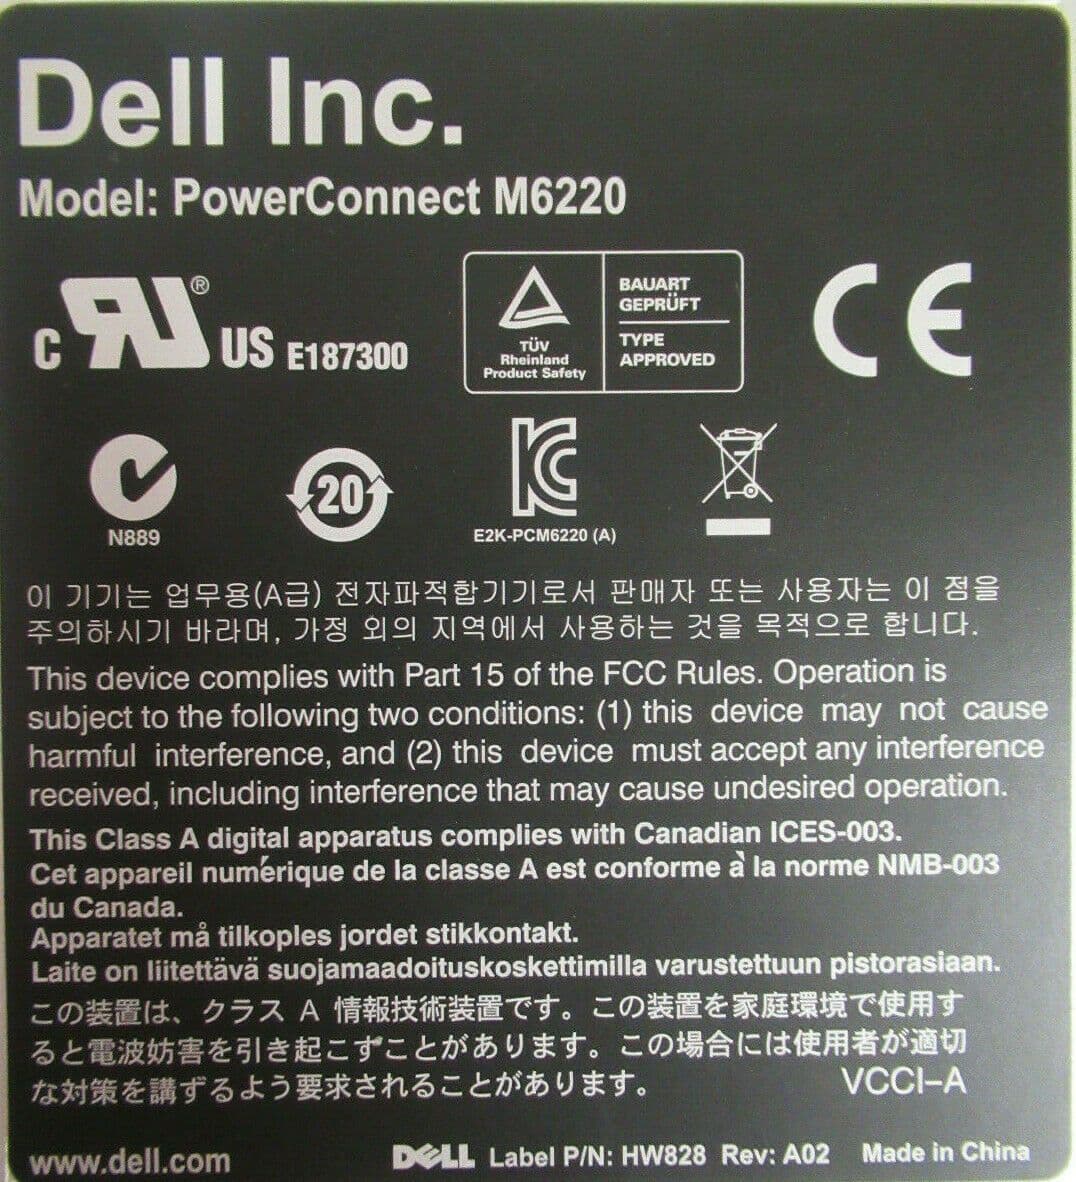 Dell Inc.
Model: PowerConnect M6220
C RU ® US E187300
TÜV
Rheinland
Product Safety
BAUART
GEPRÜFT
TYPE
APPROVED
CE
N889
20
KC
E2K-PCM6220 (A)
이 기기는 업무용(A급) 전자파적합기기로서 판매자 또는 사용자는 이 점을
주의하시기 바라며, 가정 외의 지역에서 사용하는 것을 목적으로 합니다.
This device complies with Part 15 of the FCC Rules. Operation is
subject to the following two conditions: (1) this device may not cause
harmful interference, and (2) this device must accept any interference
received, including interference that may cause undesired operation.
This Class A digital apparatus complies with Canadian ICES-003.
Cet appareil numérique de la classe A est conforme à la norme NMB-003
du Canada.
Apparatet må tilkoples jordet stikkontakt.
Laite on liitettävä suojamaadoituskoskettimilla varustettuun pistorasiaan.
この装置は、クラス A 情報技術装置です。この装置を家庭環境で使用す
ると電波妨害を引き起こすことがあります。この場合には使用者が適切
な対策を講ずるよう要求されることがあります。 VCCI-A
www.dell.com DELL Label P/N: HW828 Rev: A02 Made in China